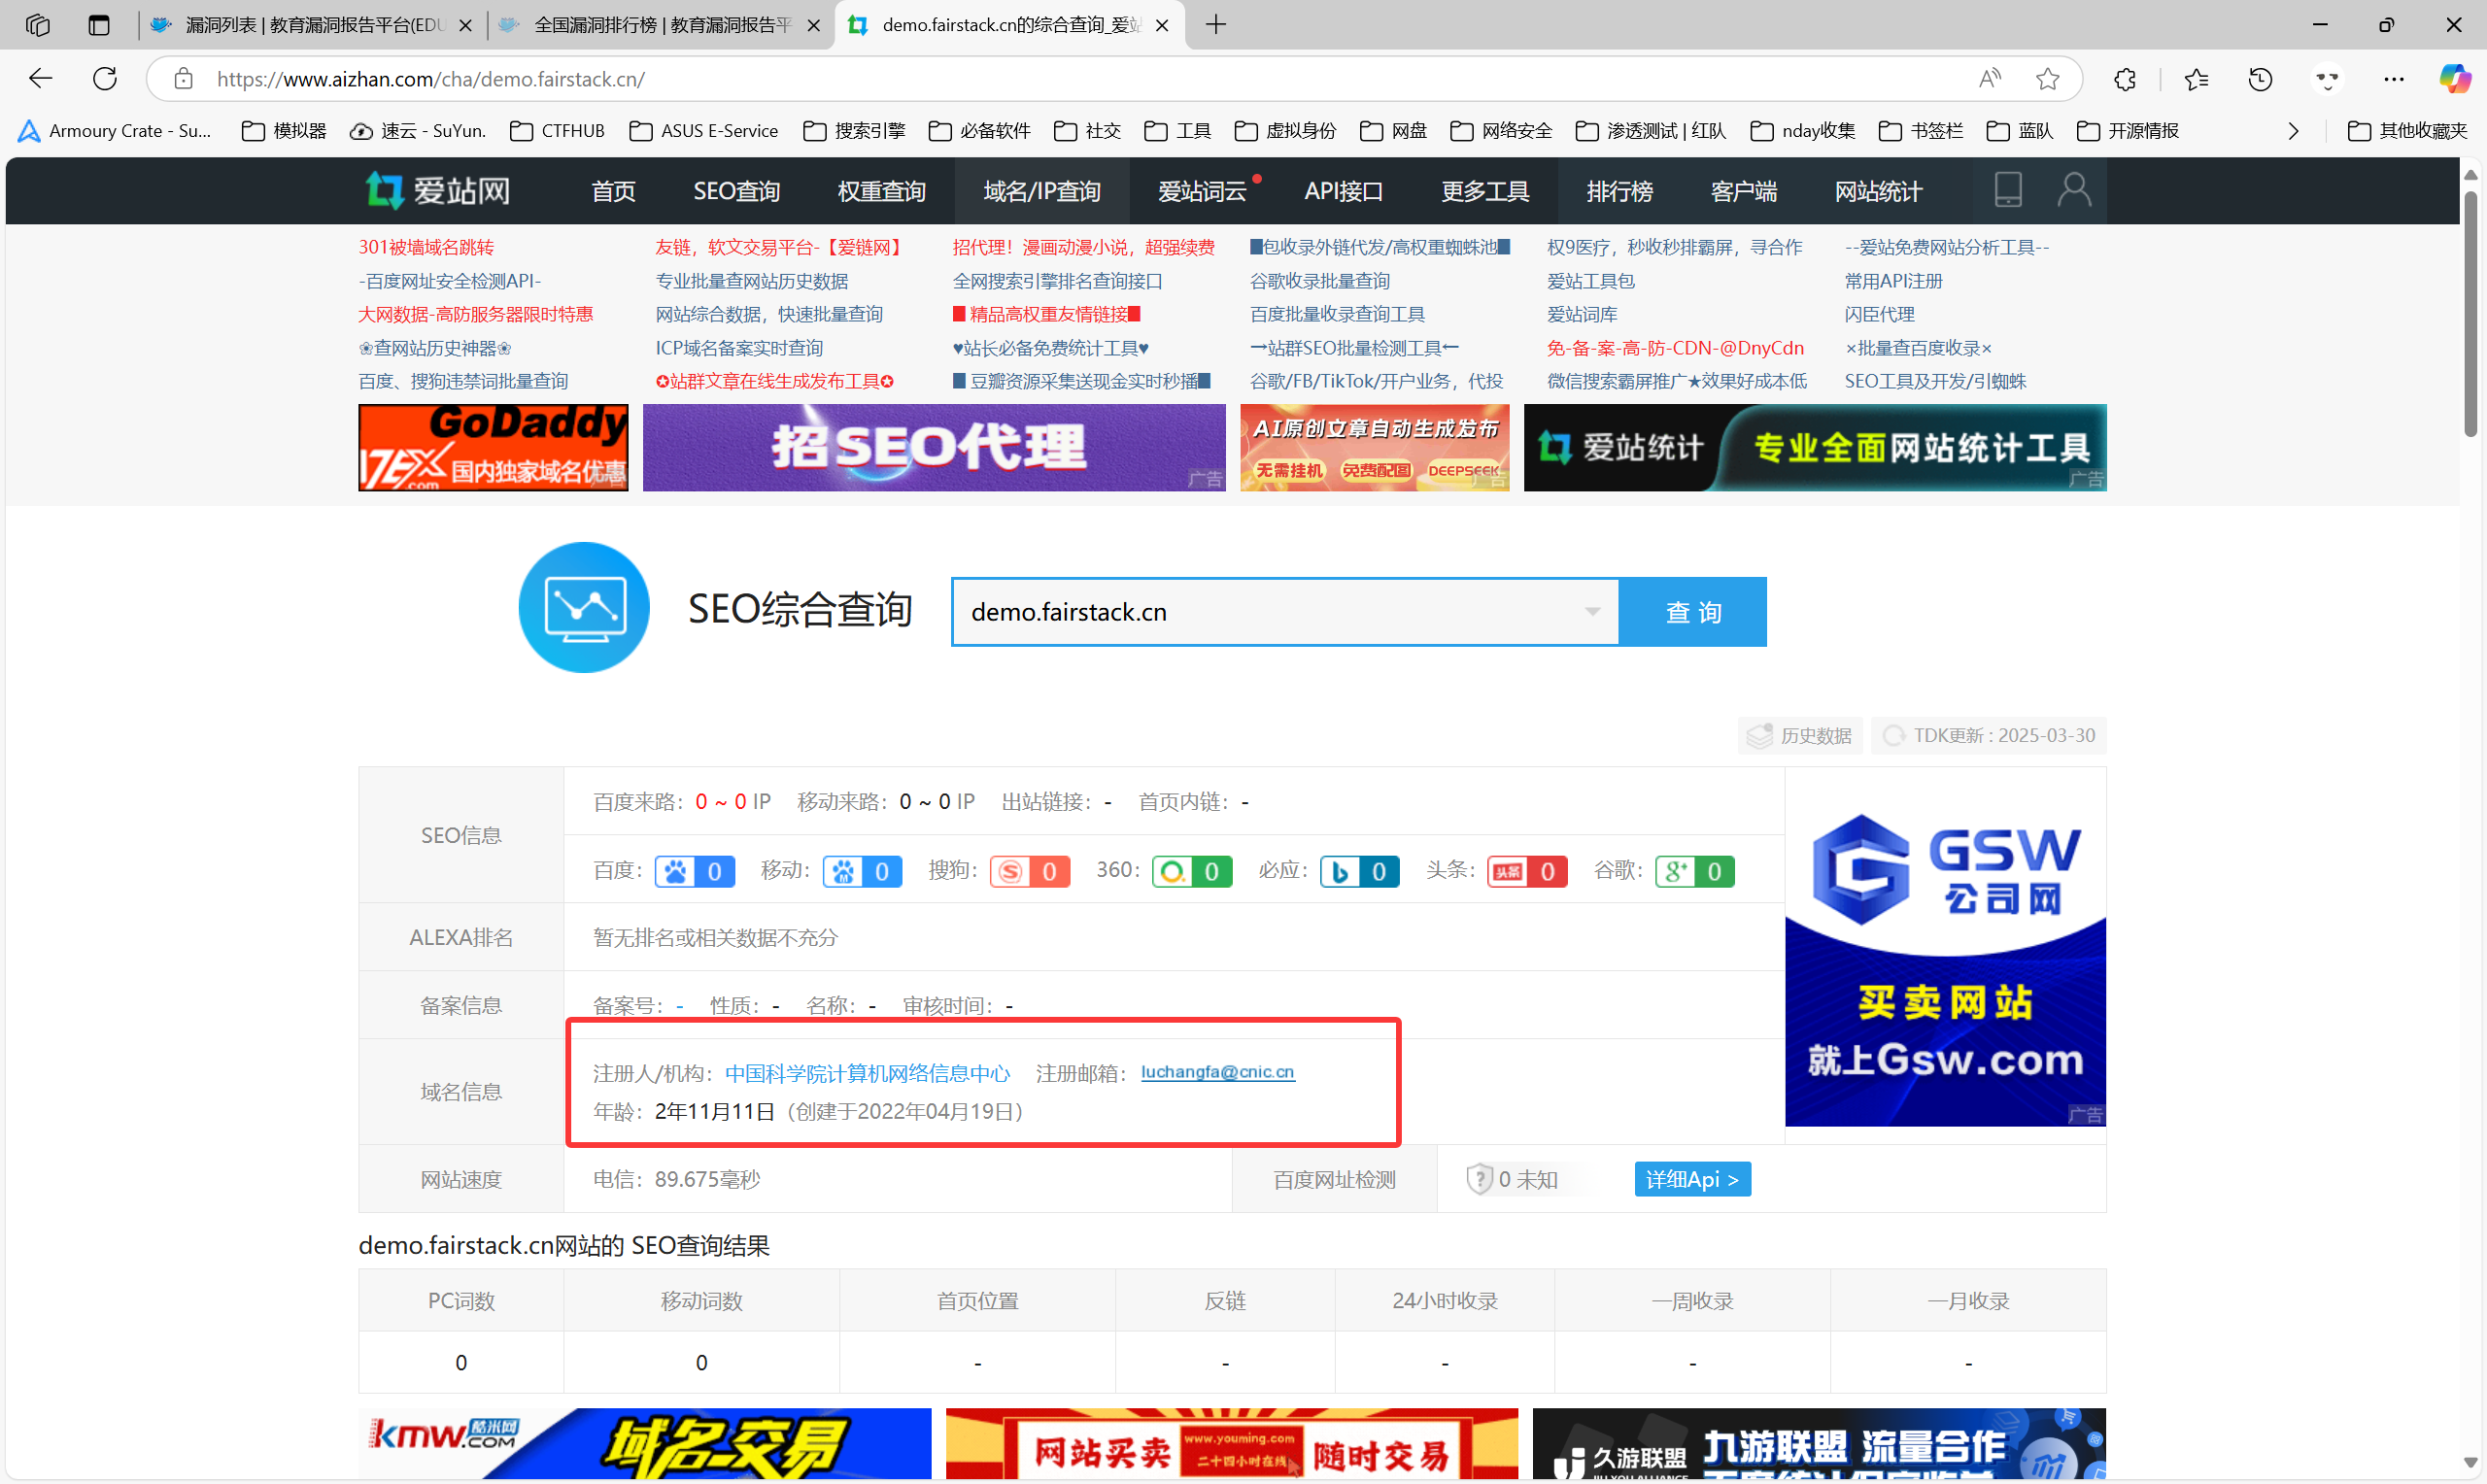 漏洞列表 | 教育漏洞报告平台(EDU
全国漏洞排行榜 | 教育漏洞报告平
demo.fairstack.cn的综合查询_爱站
https://www.aizhan.com/cha/demo.fairstack.cn/
Armoury Crate - Su... 模拟器 速云 - SuYun. CTFHUB ASUS E-Service 搜索引擎 必备软件 社交 工具 虚拟身份 网盘 网络安全 渗透测试 | 红队 nday收集 书签栏 蓝队 开源情报 其他收藏夹
爱站网 首页 SEO查询 权重查询 域名/IP查询 爱站词云 API接口 更多工具 排行榜 客户端 网站统计
301被墙域名跳转 友链，软文交易平台-【爱链网】 招代理！漫画动漫小说，超强续费 █包收录外链代发/高权重蜘蛛池█ 权9医疗，秒收秒排霸屏，寻合作 --爱站免费网站分析工具--
-百度网址安全检测API- 专业批量查网站历史数据 全网搜索引擎排名查询接口 谷歌收录批量查询 爱站工具包 常用API注册
大网数据-高防服务器限时特惠 网站综合数据，快速批量查询 █ 精品高权重友情链接█ 百度批量收录查询工具 爱站词库 闪臣代理
❀查网站历史神器❀ ICP域名备案实时查询 ♥站长必备免费统计工具♥ →站群SEO批量检测工具← 免-备-案-高-防-CDN-@DnyCdn ×批量查百度收录×
百度、搜狗违禁词批量查询 ✪站群文章在线生成发布工具✪ █ 豆瓣资源采集送现金实时秒播█ 谷歌/FB/TikTok/开户业务，代投 微信搜索霸屏推广★效果好成本低 SEO工具及开发/引蜘蛛
GoDaddy
17EX.com 国内独家域名优惠
广告
招SEO代理
广告
AI原创文章自动生成发布
无需挂机 免费配图 DEEPSEEK
广告
爱站统计 专业全面网站统计工具
广告
SEO综合查询 demo.fairstack.cn 查 询
历史数据 TDK更新 : 2025-03-30
SEO信息
百度来路： 0 ~ 0 IP 移动来路： 0 ~ 0 IP 出站链接： - 首页内链： -
百度： 0 移动： 0 搜狗： 0 360： 0 必应： 0 头条： 头条 0 谷歌： 0
ALEXA排名 暂无排名或相关数据不充分
备案信息 备案号： - 性质： - 名称： - 审核时间： -
域名信息
注册人/机构： 中国科学院计算机网络信息中心 注册邮箱： luchangfa@cnic.cn
年龄： 2年11月11日（创建于2022年04月19日）
网站速度 电信：89.675毫秒 百度网址检测 0 未知 详细Api >
GSW
公司网
买卖网站
就上Gsw.com
广告
demo.fairstack.cn网站的 SEO查询结果
PC词数 移动词数 首页位置 反链 24小时收录 一周收录 一月收录
0 0 - - - - -
kmw.com 酷米网
域名交易
网站买卖 www.youming.com 随时交易
二十四小时在线
久游联盟
九游联盟 流量合作